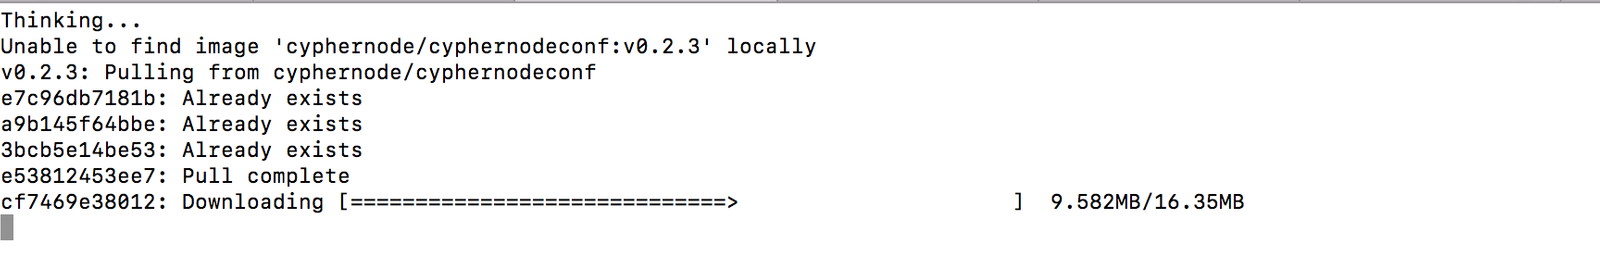 Thinking...
Unable to find image 'cyphernode/cyphernodeconf:v0.2.3' locally
v0.2.3: Pulling from cyphernode/cyphernodeconf
e7c96db7181b: Already exists
a9b145f64bbe: Already exists
3bcb5e14be53: Already exists
e53812453ee7: Pull complete
cf7469e38012: Downloading [=============================>                     ]  9.582MB/16.35MB